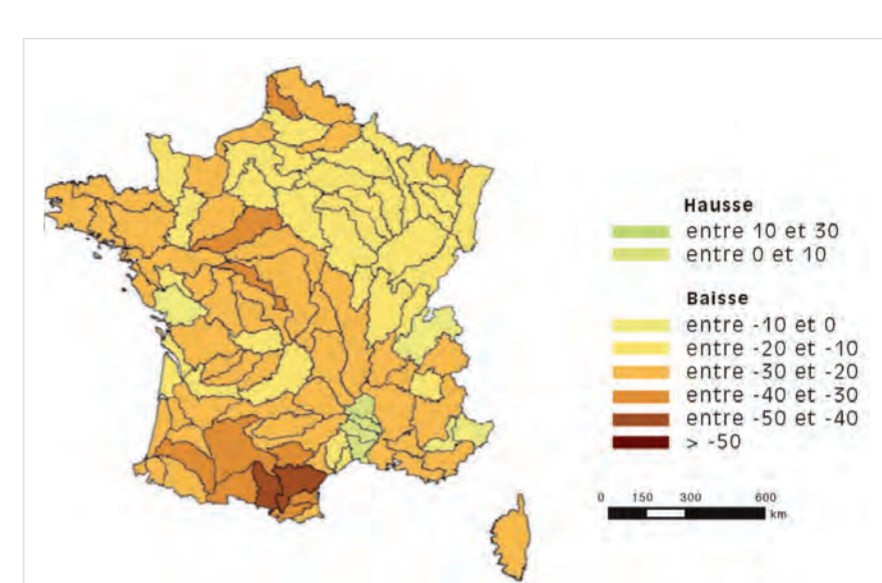 Hausse
entre 10 et 30
entre 0 et 10
Baisse
entre -10 et 0
entre -20 et -10
entre -30 et -20
entre -40 et -30
entre -50 et -40
> -50
0 150 300 600
km